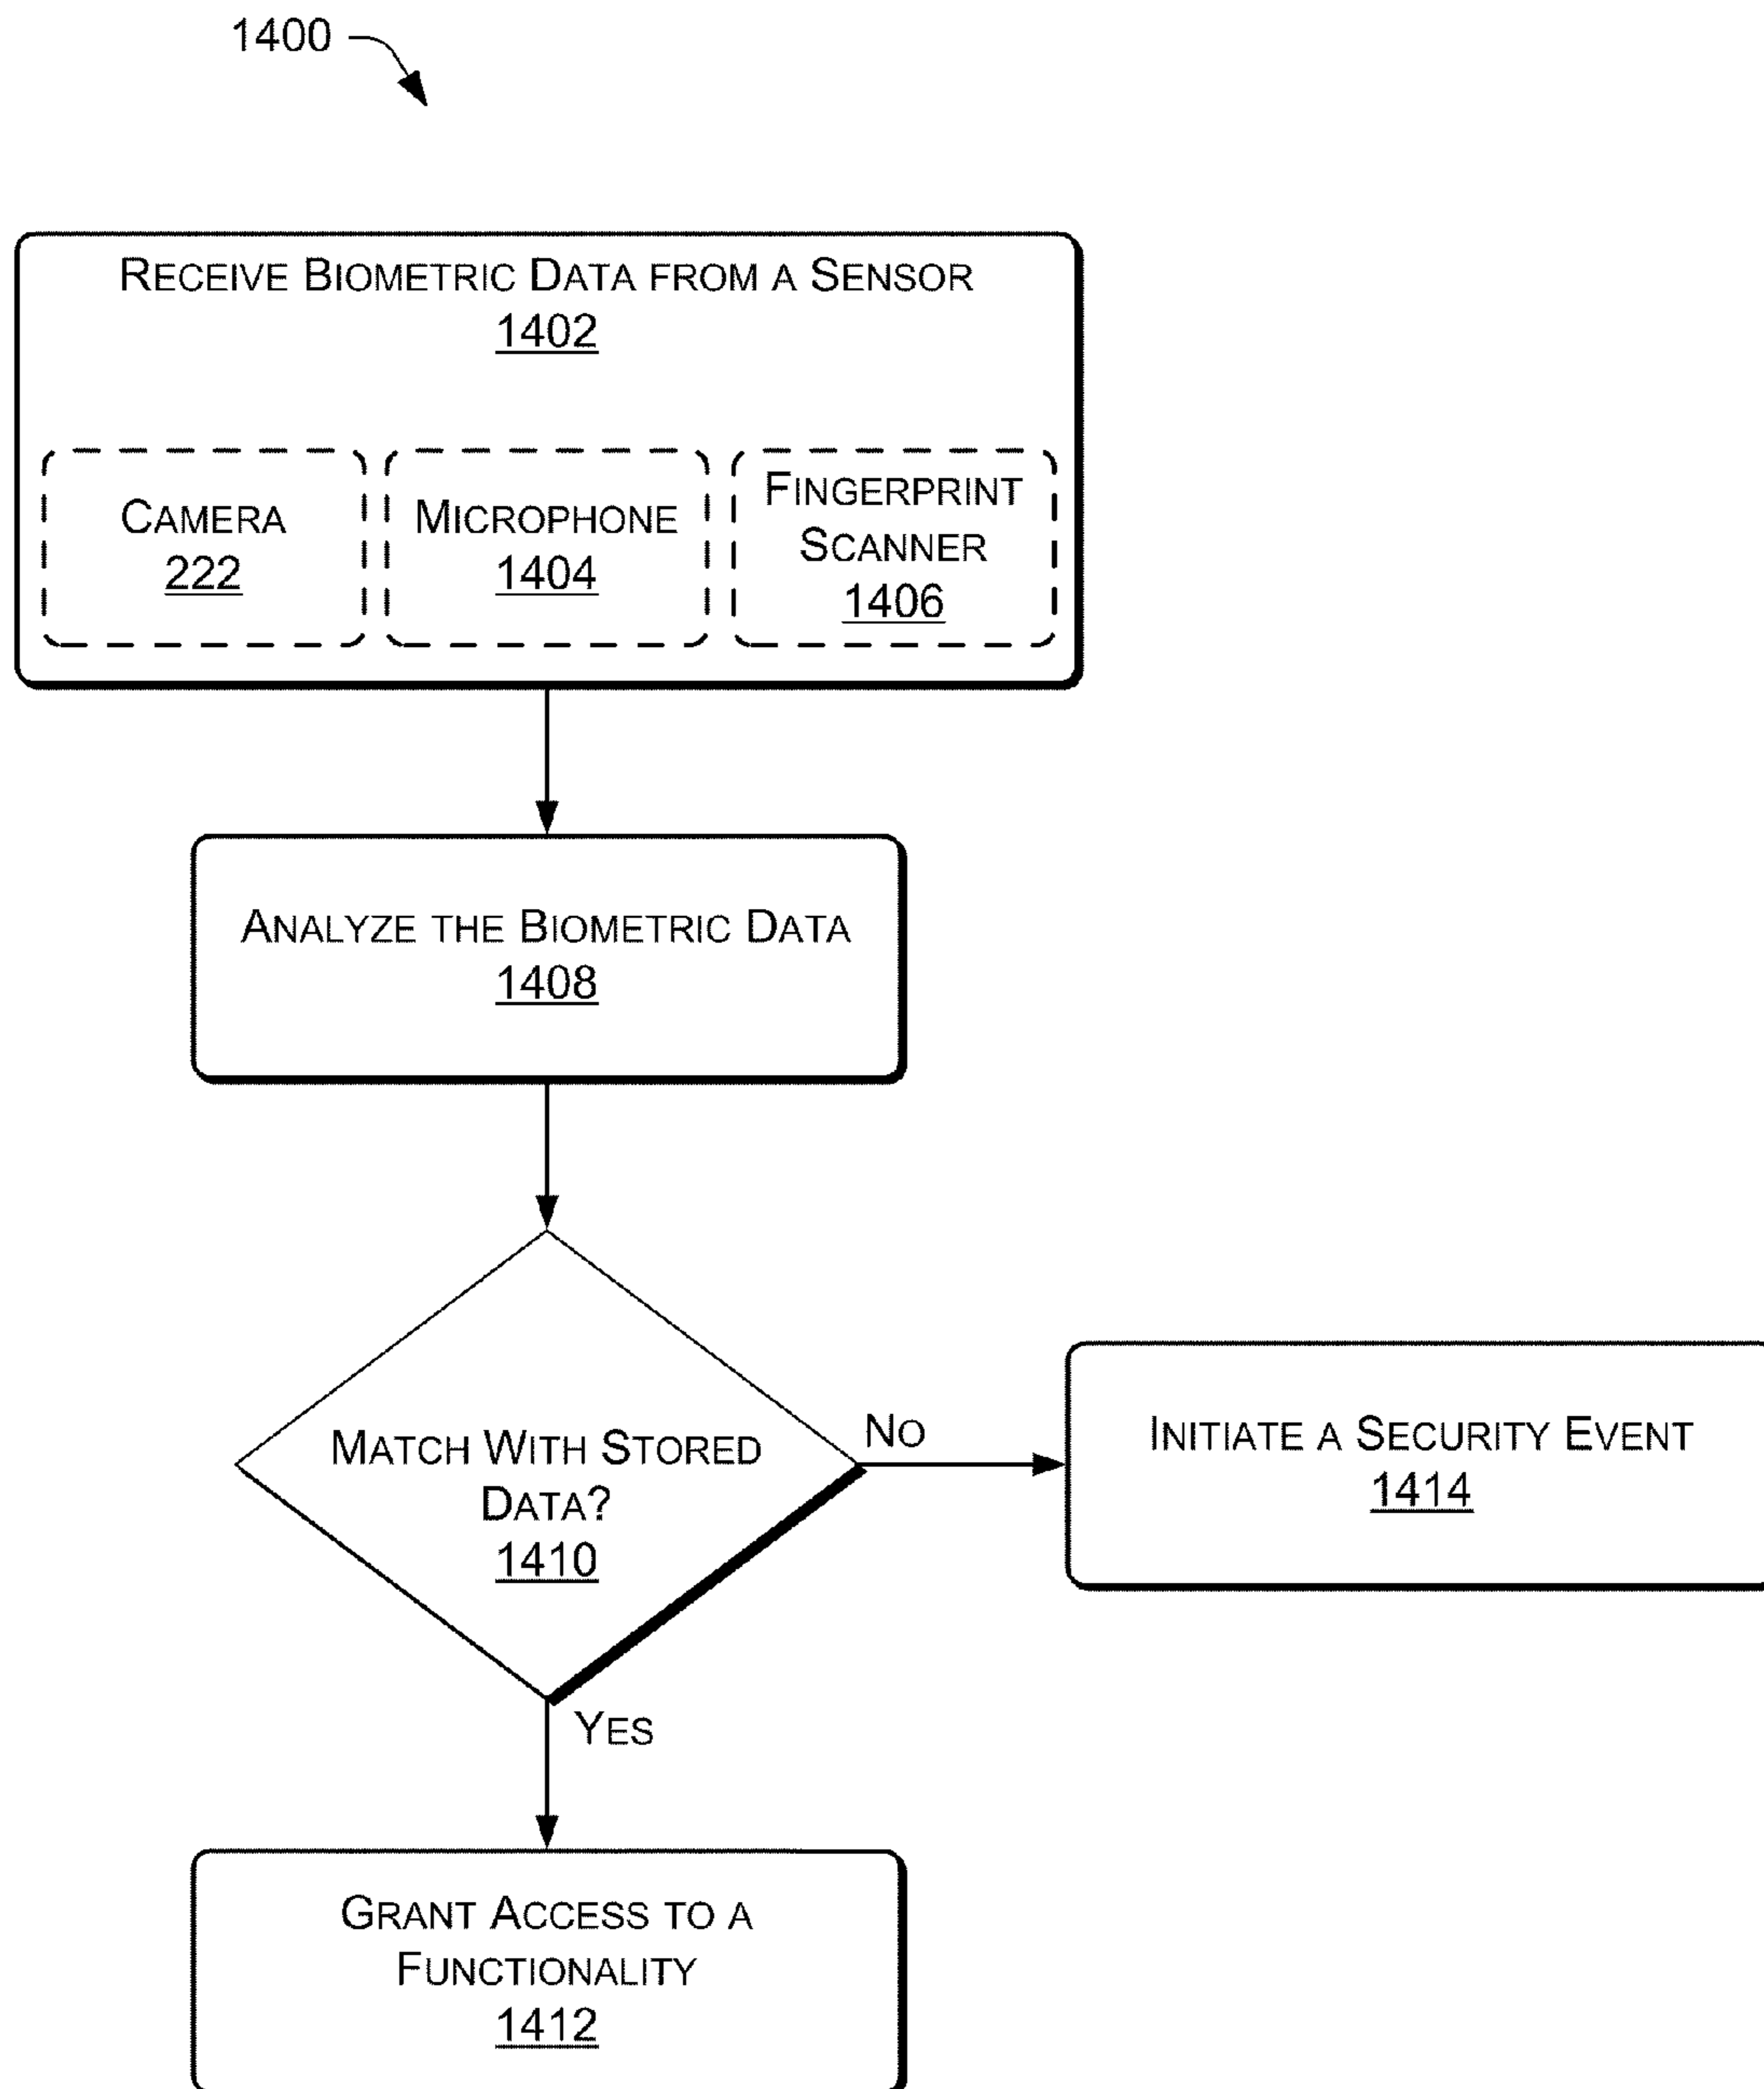 1400
RECEIVE BIOMETRIC DATA FROM A SENSOR
1402
CAMERA
222
MICROPHONE
1404
FINGERPRINT
SCANNER
1406
ANALYZE THE BIOMETRIC DATA
1408
MATCH WITH STORED
DATA?
1410
NO
INITIATE A SECURITY EVENT
1414
YES
GRANT ACCESS TO A
FUNCTIONALITY
1412